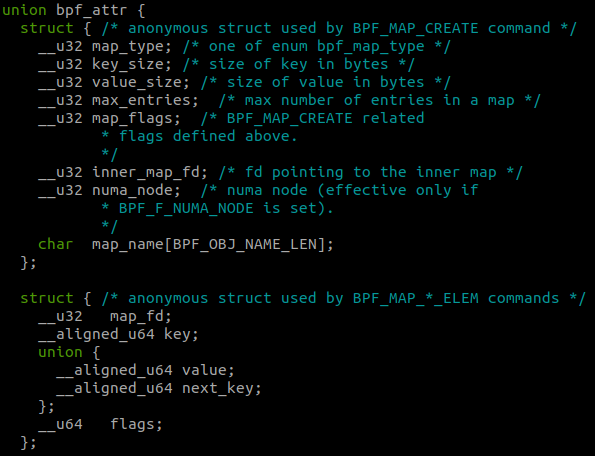 union bpf_attr {
  struct { /* anonymous struct used by BPF_MAP_CREATE command */
    __u32 map_type; /* one of enum bpf_map_type */
    __u32 key_size; /* size of key in bytes */
    __u32 value_size; /* size of value in bytes */
    __u32 max_entries;  /* max number of entries in a map */
    __u32 map_flags;  /* BPF_MAP_CREATE related
           * flags defined above.
           */
    __u32 inner_map_fd; /* fd pointing to the inner map */
    __u32 numa_node;  /* numa node (effective only if
           * BPF_F_NUMA_NODE is set).
           */
    char  map_name[BPF_OBJ_NAME_LEN];
  };

  struct { /* anonymous struct used by BPF_MAP_*_ELEM commands */
    __u32   map_fd;
    __aligned_u64 key;
    union {
      __aligned_u64 value;
      __aligned_u64 next_key;
    };
    __u64   flags;
  };